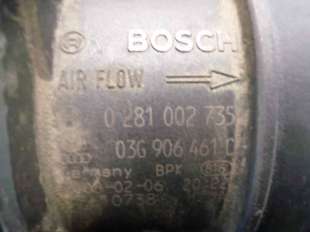 BOSCH
AIR FLOW
0 281 002 735
03G 906 461
Germany BPK